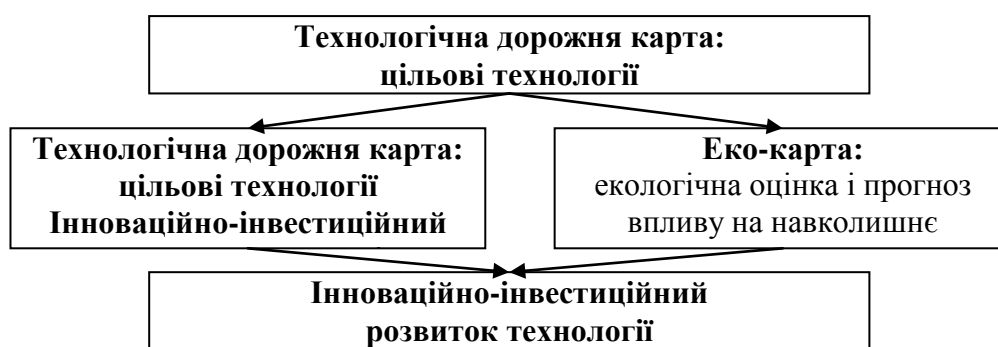 Технологічна дорожня карта:
цільові технології
Технологічна дорожня карта:
цільові технології
Інноваційно-інвестиційний
Еко-карта:
екологічна оцінка і прогноз
впливу на навколишнє
Інноваційно-інвестиційний
розвиток технології